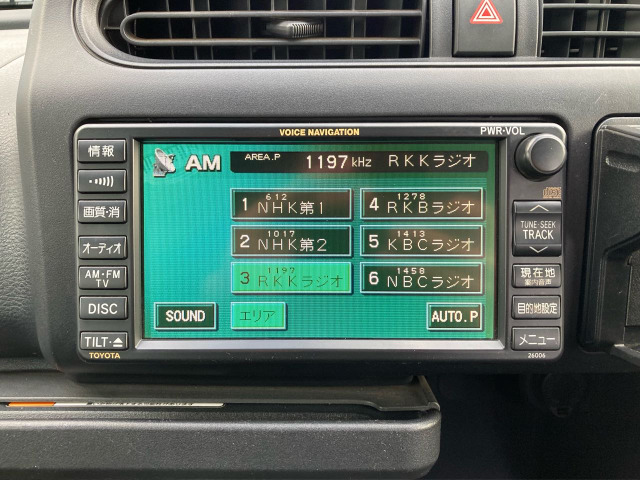 VOICE NAVIGATION
PWR·VOL
情報
画質·消
オーディオ
AM·FM
TV
DISC
TILT·⏏
TOYOTA
AM
AREA.P 1197 kHz RKKラジオ
1 612 NHK第1
2 1017 NHK第2
3 1197 RKKラジオ
4 1278 RKBラジオ
5 1413 KBCラジオ
6 1458 NBCラジオ
SOUND
エリア
AUTO.P
TUNE·SEEK
TRACK
現在地
案内音声
目的地設定
メニュー
26006